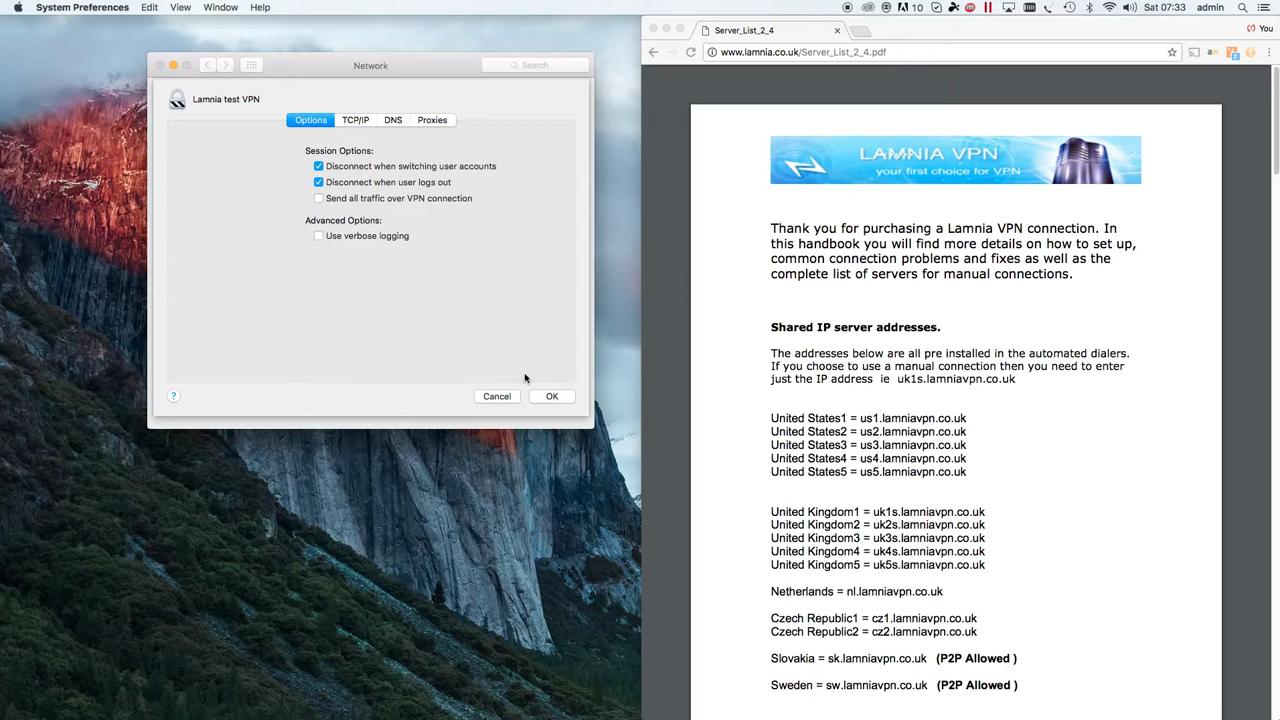 System Preferences Edit View Window Help
10 Sat 07:33 admin
Network
Search
Lamnia test VPN
Options TCP/IP DNS Proxies
Session Options:
Disconnect when switching user accounts
Disconnect when user logs out
Send all traffic over VPN connection
Advanced Options:
Use verbose logging
?
Cancel OK
Server_List_2_4
You
www.lamnia.co.uk/Server_List_2_4.pdf
LAMNIA VPN
your first choice for VPN
Thank you for purchasing a Lamnia VPN connection. In
this handbook you will find more details on how to set up,
common connection problems and fixes as well as the
complete list of servers for manual connections.
Shared IP server addresses.
The addresses below are all pre installed in the automated dialers.
If you choose to use a manual connection then you need to enter
just the IP address ie uk1s.lamniavpn.co.uk
United States1 = us1.lamniavpn.co.uk
United States2 = us2.lamniavpn.co.uk
United States3 = us3.lamniavpn.co.uk
United States4 = us4.lamniavpn.co.uk
United States5 = us5.lamniavpn.co.uk
United Kingdom1 = uk1s.lamniavpn.co.uk
United Kingdom2 = uk2s.lamniavpn.co.uk
United Kingdom3 = uk3s.lamniavpn.co.uk
United Kingdom4 = uk4s.lamniavpn.co.uk
United Kingdom5 = uk5s.lamniavpn.co.uk
Netherlands = nl.lamniavpn.co.uk
Czech Republic1 = cz1.lamniavpn.co.uk
Czech Republic2 = cz2.lamniavpn.co.uk
Slovakia = sk.lamniavpn.co.uk (P2P Allowed )
Sweden = sw.lamniavpn.co.uk (P2P Allowed )